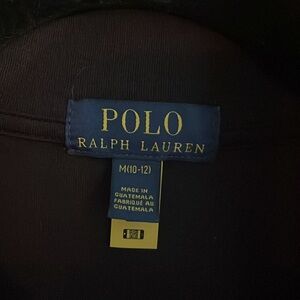 POLO
RALPH LAUREN
M(10-12)
MADE IN
GUATEMALA
FABRIQUÉ AU
GUATEMALA